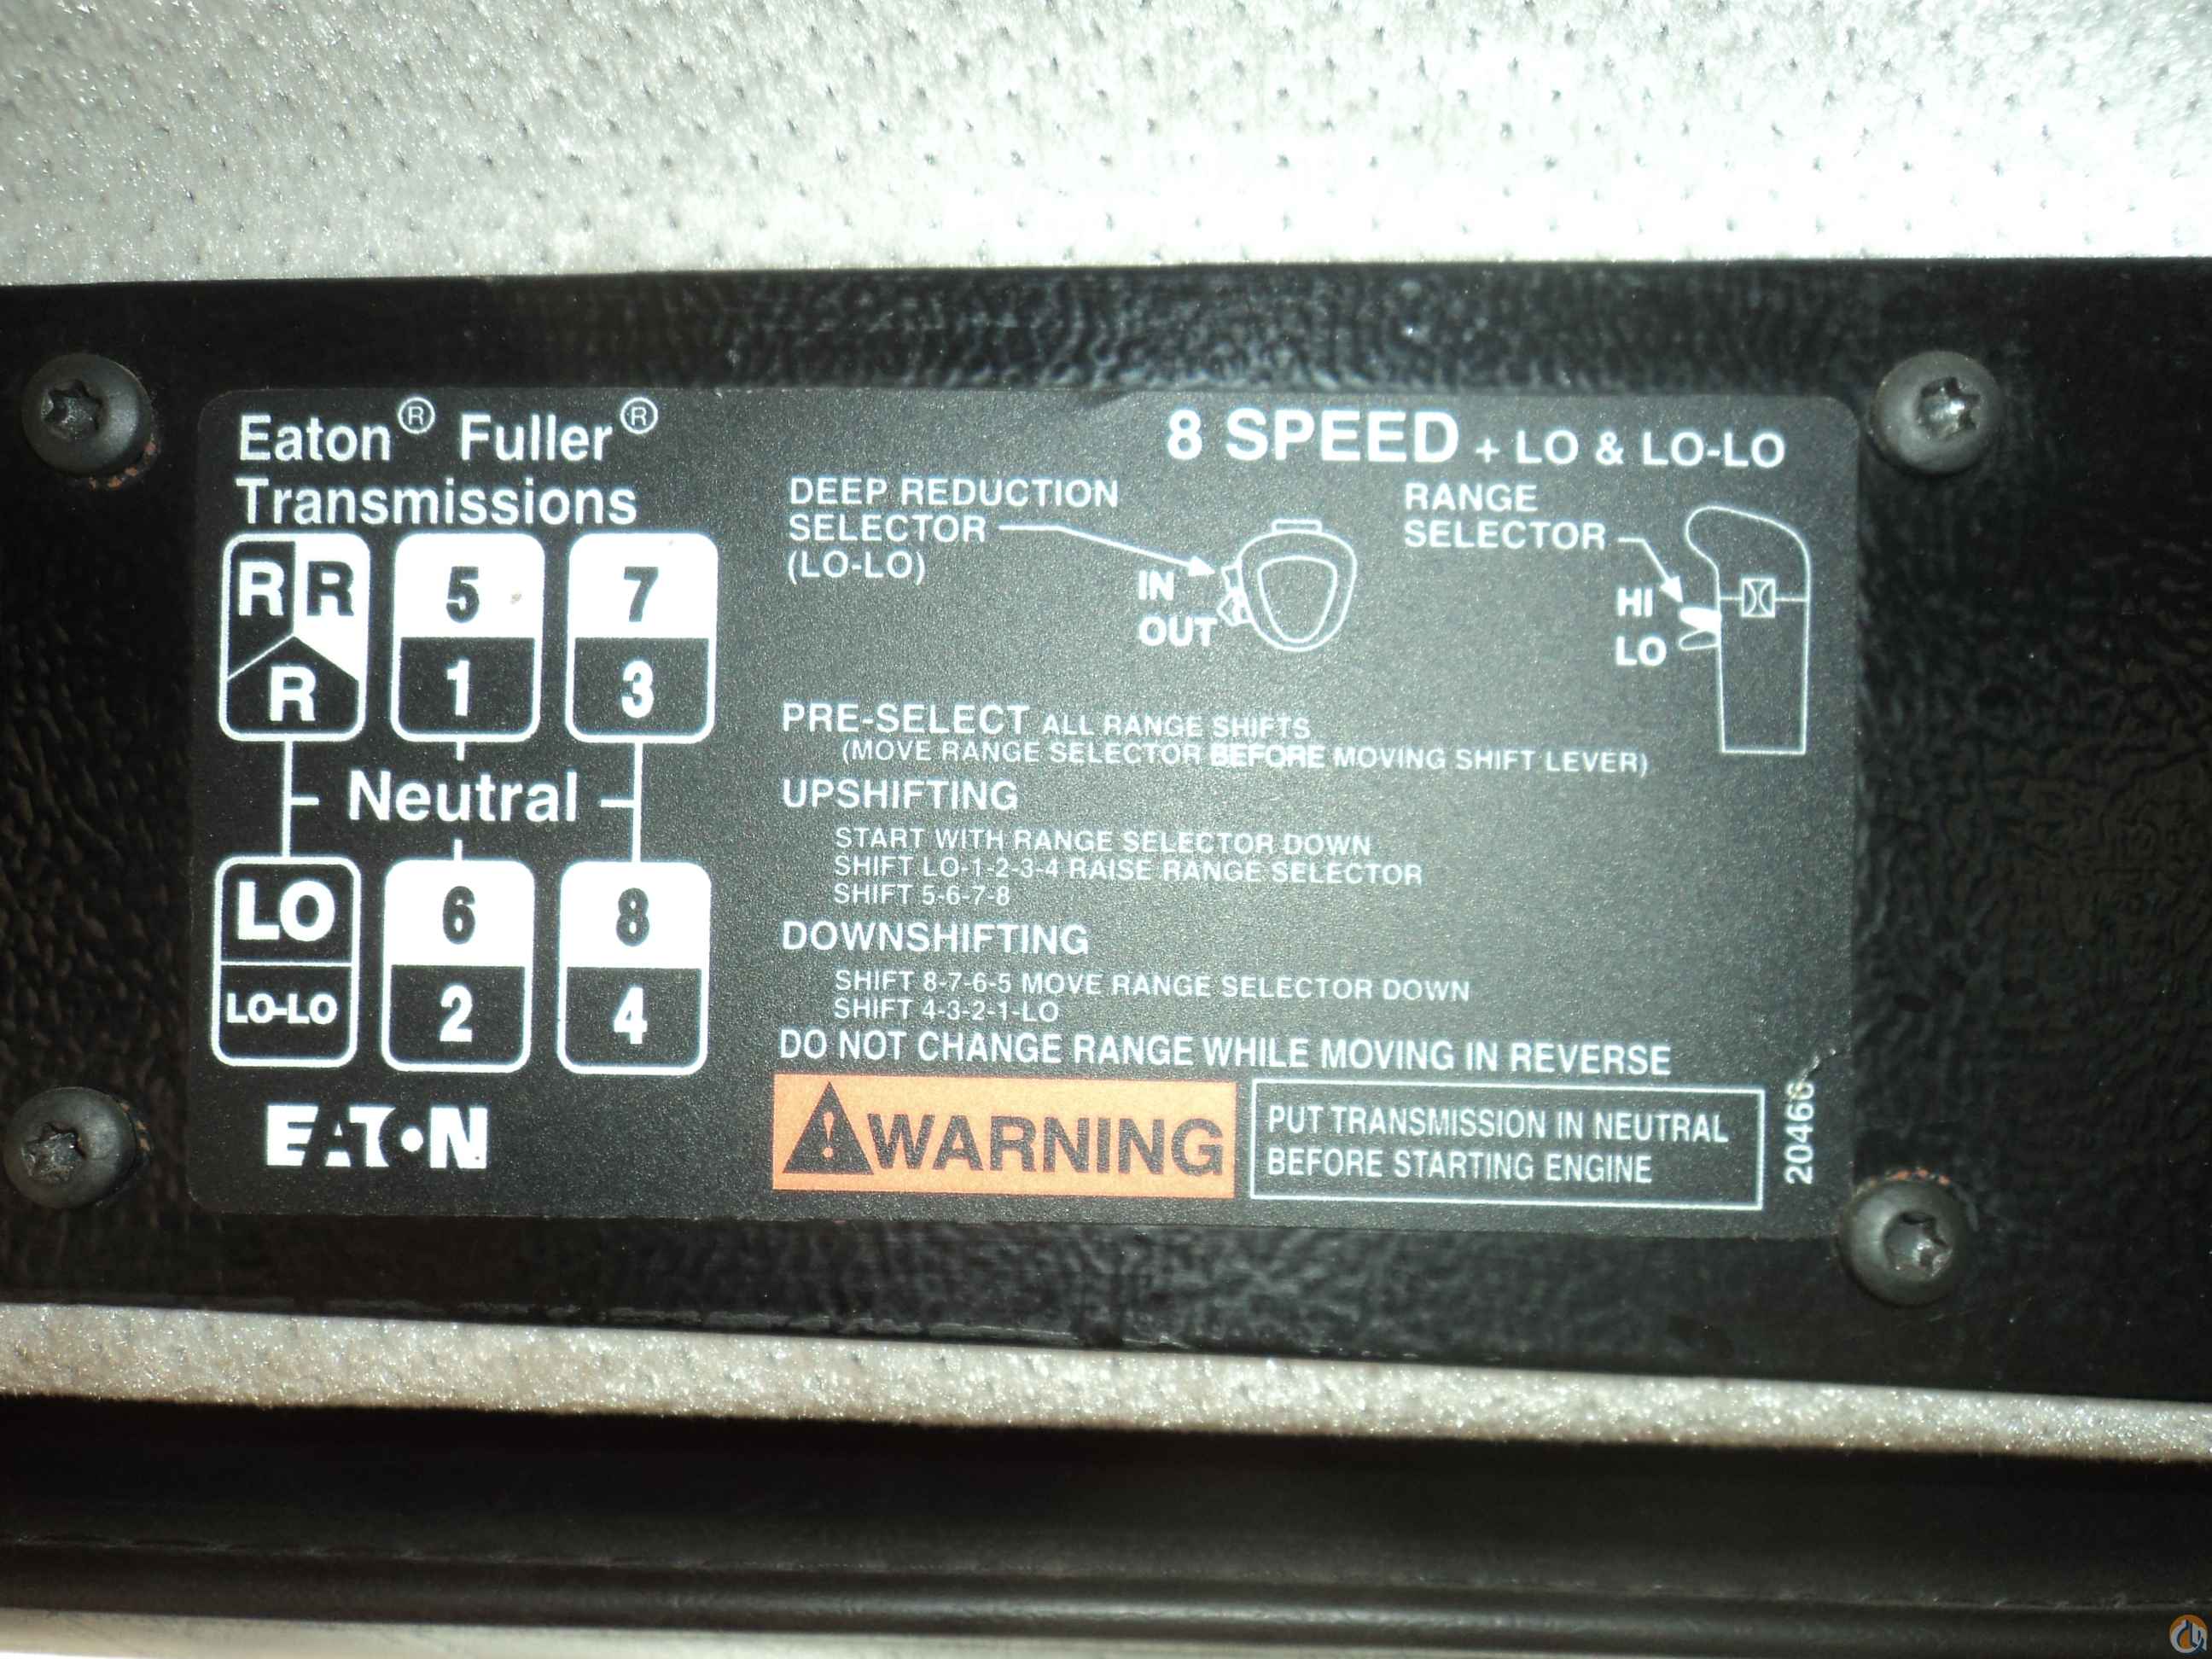 Eaton® Fuller®
Transmissions
8 SPEED + LO & LO-LO
DEEP REDUCTION
SELECTOR
(LO-LO)
IN
OUT
RANGE
SELECTOR
HI
LO
R R
R
5
1
7
3
Neutral
LO
LO-LO
6
2
8
4
PRE-SELECT ALL RANGE SHIFTS
(MOVE RANGE SELECTOR BEFORE MOVING SHIFT LEVER)
UPSHIFTING
START WITH RANGE SELECTOR DOWN
SHIFT LO-1-2-3-4 RAISE RANGE SELECTOR
SHIFT 5-6-7-8
DOWNSHIFTING
SHIFT 8-7-6-5 MOVE RANGE SELECTOR DOWN
SHIFT 4-3-2-1-LO
DO NOT CHANGE RANGE WHILE MOVING IN REVERSE
EATON
WARNING
PUT TRANSMISSION IN NEUTRAL
BEFORE STARTING ENGINE
20466